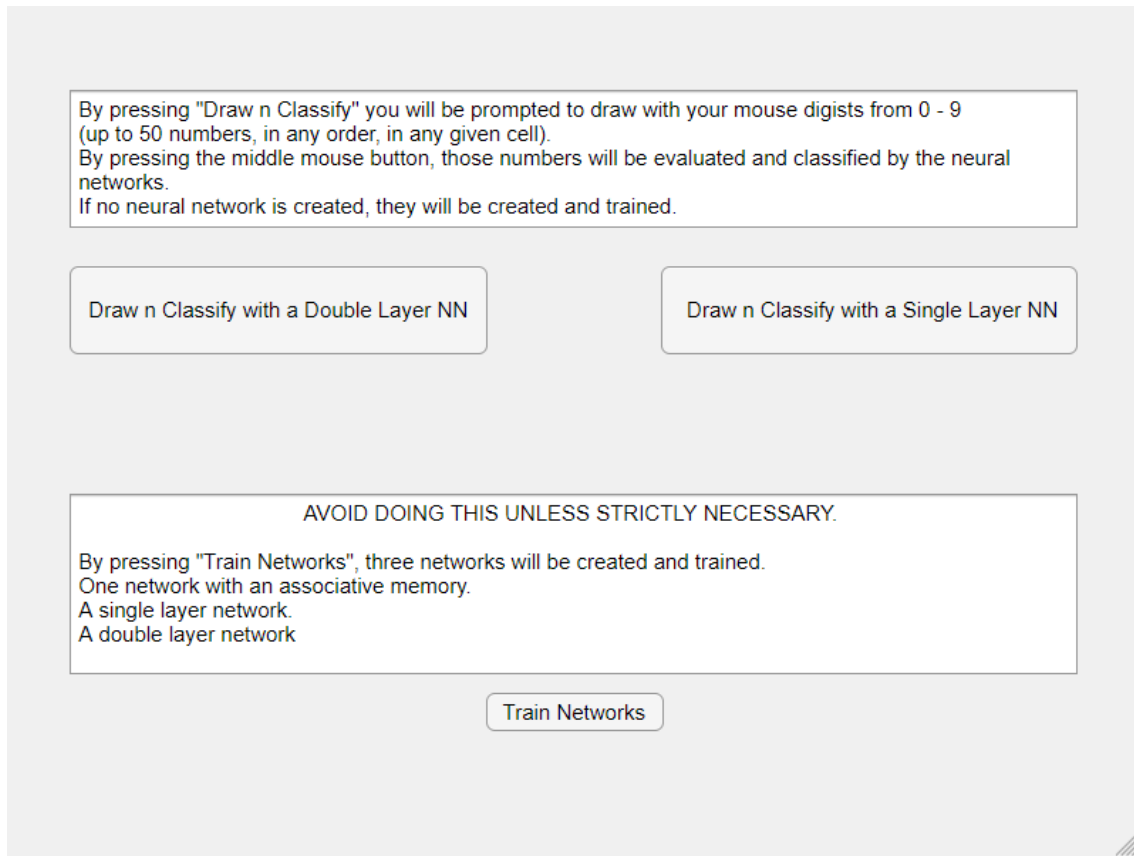 By pressing "Draw n Classify" you will be prompted to draw with your mouse digists from 0 - 9
(up to 50 numbers, in any order, in any given cell).
By pressing the middle mouse button, those numbers will be evaluated and classified by the neural
networks.
If no neural network is created, they will be created and trained.
Draw n Classify with a Double Layer NN
Draw n Classify with a Single Layer NN
AVOID DOING THIS UNLESS STRICTLY NECESSARY.
By pressing "Train Networks", three networks will be created and trained.
One network with an associative memory.
A single layer network.
A double layer network
Train Networks